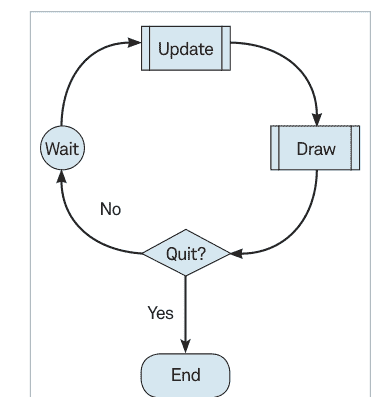 Update
Wait
Draw
No
Quit?
Yes
End